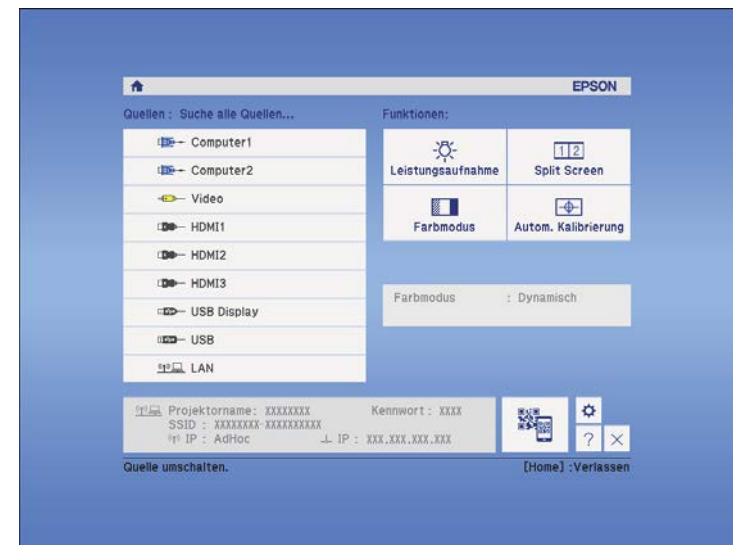 EPSON
Quellen : Suche alle Quellen...
Computer1
Computer2
Video
HDMI1
HDMI2
HDMI3
USB Display
USB
LAN
Funktionen:
Leistungsaufnahme
1 2
Split Screen
Farbmodus
Autom. Kalibrierung
Farbmodus : Dynamisch
Projektorname: XXXXXXXX Kennwort : XXXX
SSID : XXXXXXXX-XXXXXXXXXX
IP : AdHoc IP : XXX.XXX.XXX.XXX
?
Quelle umschalten. [Home] :Verlassen